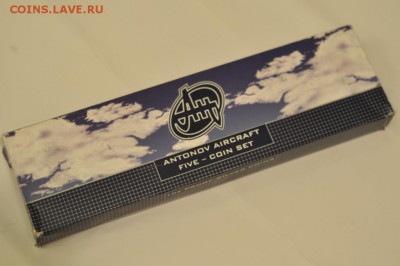 COINS.LAVE.RU
ANTONOV AIRCRAFT
FIVE - COIN SET